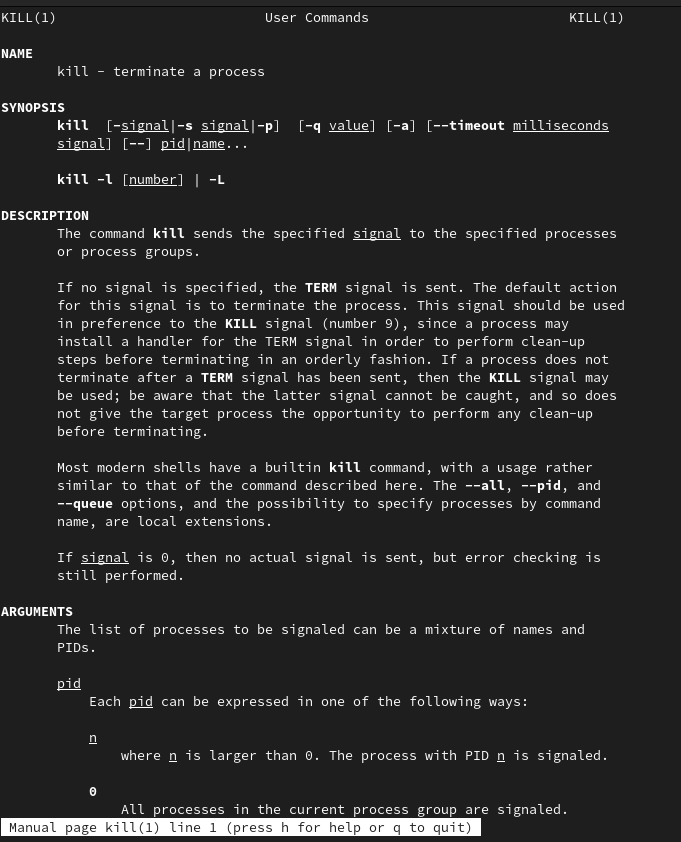 KILL(1) User Commands KILL(1)
NAME
kill - terminate a process
SYNOPSIS
kill [-signal|-s signal|-p] [-q value] [-a] [--timeout milliseconds
signal] [--] pid|name...
kill -l [number] | -L
DESCRIPTION
The command kill sends the specified signal to the specified processes
or process groups.
If no signal is specified, the TERM signal is sent. The default action
for this signal is to terminate the process. This signal should be used
in preference to the KILL signal (number 9), since a process may
install a handler for the TERM signal in order to perform clean-up
steps before terminating in an orderly fashion. If a process does not
terminate after a TERM signal has been sent, then the KILL signal may
be used; be aware that the latter signal cannot be caught, and so does
not give the target process the opportunity to perform any clean-up
before terminating.
Most modern shells have a builtin kill command, with a usage rather
similar to that of the command described here. The --all, --pid, and
--queue options, and the possibility to specify processes by command
name, are local extensions.
If signal is 0, then no actual signal is sent, but error checking is
still performed.
ARGUMENTS
The list of processes to be signaled can be a mixture of names and
PIDs.
pid
Each pid can be expressed in one of the following ways:
n
where n is larger than 0. The process with PID n is signaled.
0
All processes in the current process group are signaled.
Manual page kill(1) line 1 (press h for help or q to quit)